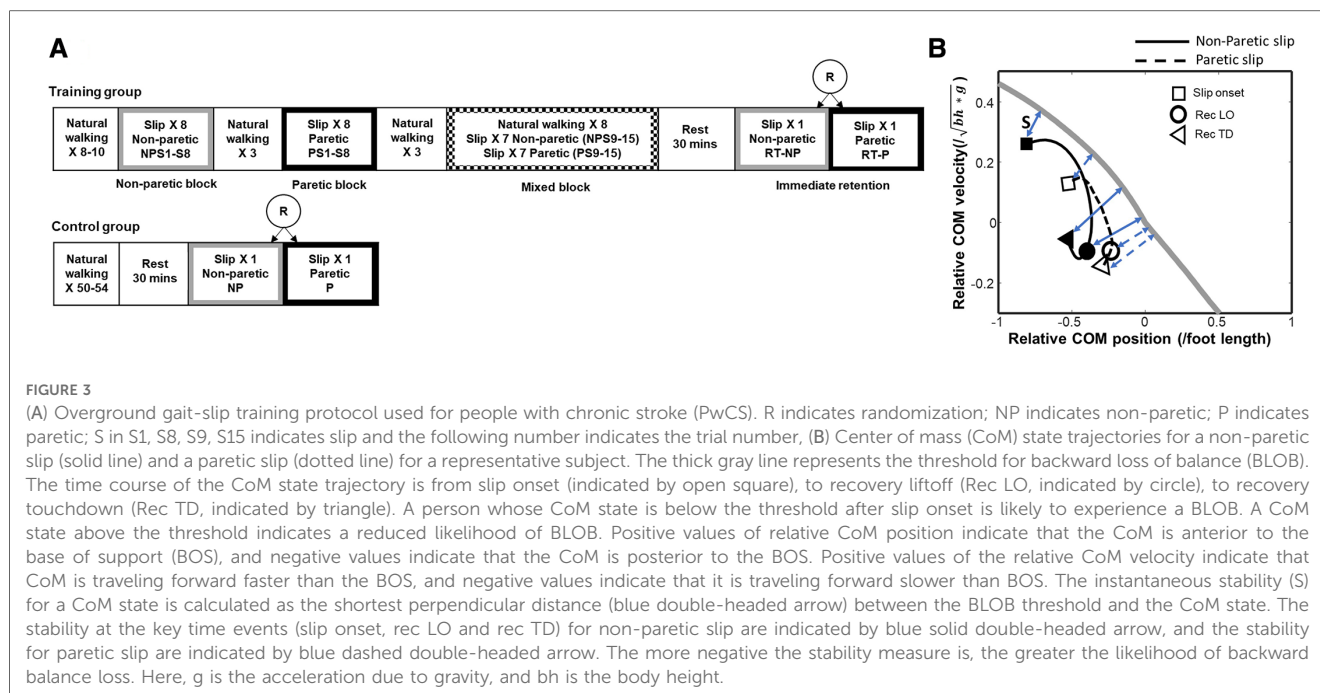 A
R
Training group
Natural
walking
X 8-10
Slip X 8
Non-paretic
NPS1-S8
Natural
walking
X 3
Slip X 8
Paretic
PS1-S8
Natural
walking
X 3
Natural walking X 8
Slip X 7 Non-paretic (NPS9-15)
Slip X 7 Paretic (PS9-15)
Rest
30 mins
Slip X 1
Non-paretic
RT-NP
Slip X 1
Paretic
RT-P
Non-paretic block
Paretic block
Mixed block
Immediate retention
R
Control group
Natural
walking
X 50-54
Rest
30 mins
Slip X 1
Non-paretic
NP
Slip X 1
Paretic
P
B
Non-Paretic slip
Paretic slip
Relative COM velocity(/√bh * g)
0.4
0.2
0
-0.2
S
Slip onset
Rec LO
Rec TD
-1 -0.5 0 0.5 1
Relative COM position (/foot length)
FIGURE 3
(A) Overground gait-slip training protocol used for people with chronic stroke (PwCS). R indicates randomization; NP indicates non-paretic; P indicates
paretic; S in S1, S8, S9, S15 indicates slip and the following number indicates the trial number, (B) Center of mass (CoM) state trajectories for a non-paretic
slip (solid line) and a paretic slip (dotted line) for a representative subject. The thick gray line represents the threshold for backward loss of balance (BLOB).
The time course of the CoM state trajectory is from slip onset (indicated by open square), to recovery liftoff (Rec LO, indicated by circle), to recovery
touchdown (Rec TD, indicated by triangle). A person whose CoM state is below the threshold after slip onset is likely to experience a BLOB. A CoM
state above the threshold indicates a reduced likelihood of BLOB. Positive values of relative CoM position indicate that the CoM is anterior to the
base of support (BOS), and negative values indicate that the CoM is posterior to the BOS. Positive values of the relative CoM velocity indicate that
CoM is traveling forward faster than the BOS, and negative values indicate that it is traveling forward slower than BOS. The instantaneous stability (S)
for a CoM state is calculated as the shortest perpendicular distance (blue double-headed arrow) between the BLOB threshold and the CoM state. The
stability at the key time events (slip onset, rec LO and rec TD) for non-paretic slip are indicated by blue solid double-headed arrow, and the stability
for paretic slip are indicated by blue dashed double-headed arrow. The more negative the stability measure is, the greater the likelihood of backward
balance loss. Here, g is the acceleration due to gravity, and bh is the body height.